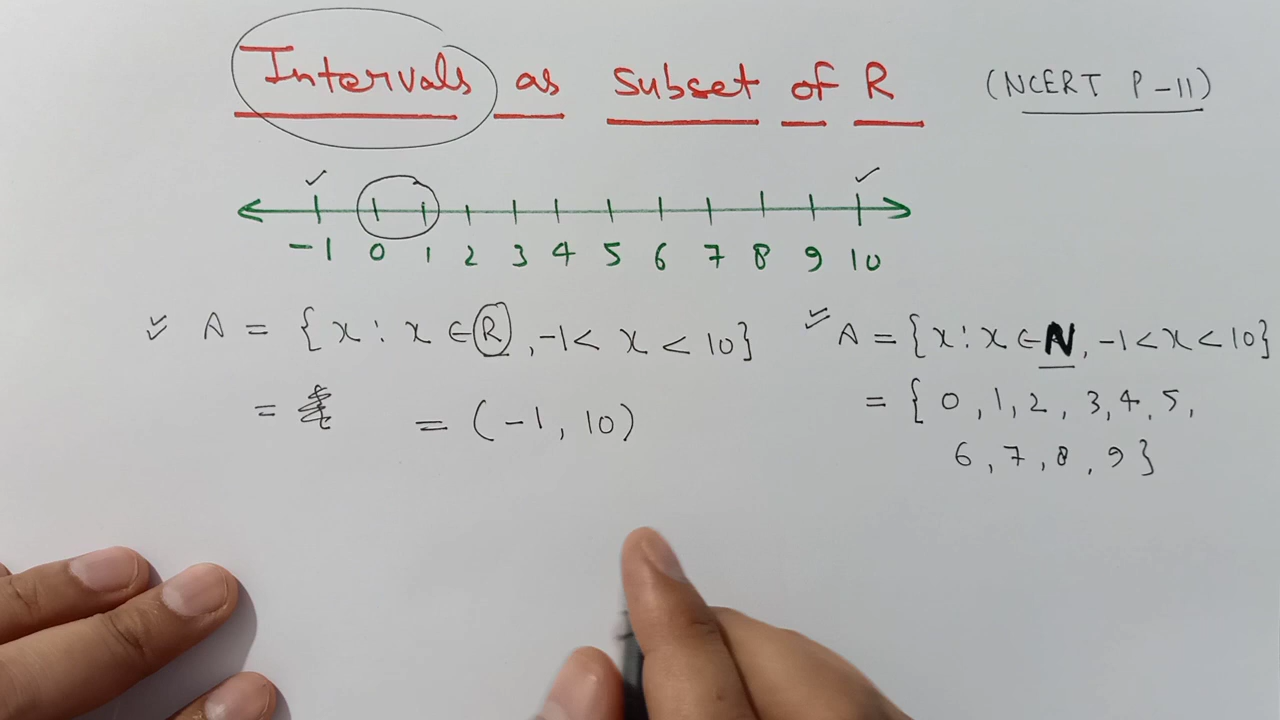 Intervals as Subset of R (NCERT P-11)
-1 0 1 2 3 4 5 6 7 8 9 10
A = {x : x ∈ R, -1 < x < 10}
= = (-1, 10)
A = {x : x ∈ N, -1 < x < 10}
= { 0, 1, 2, 3, 4, 5,
6, 7, 8, 9 }